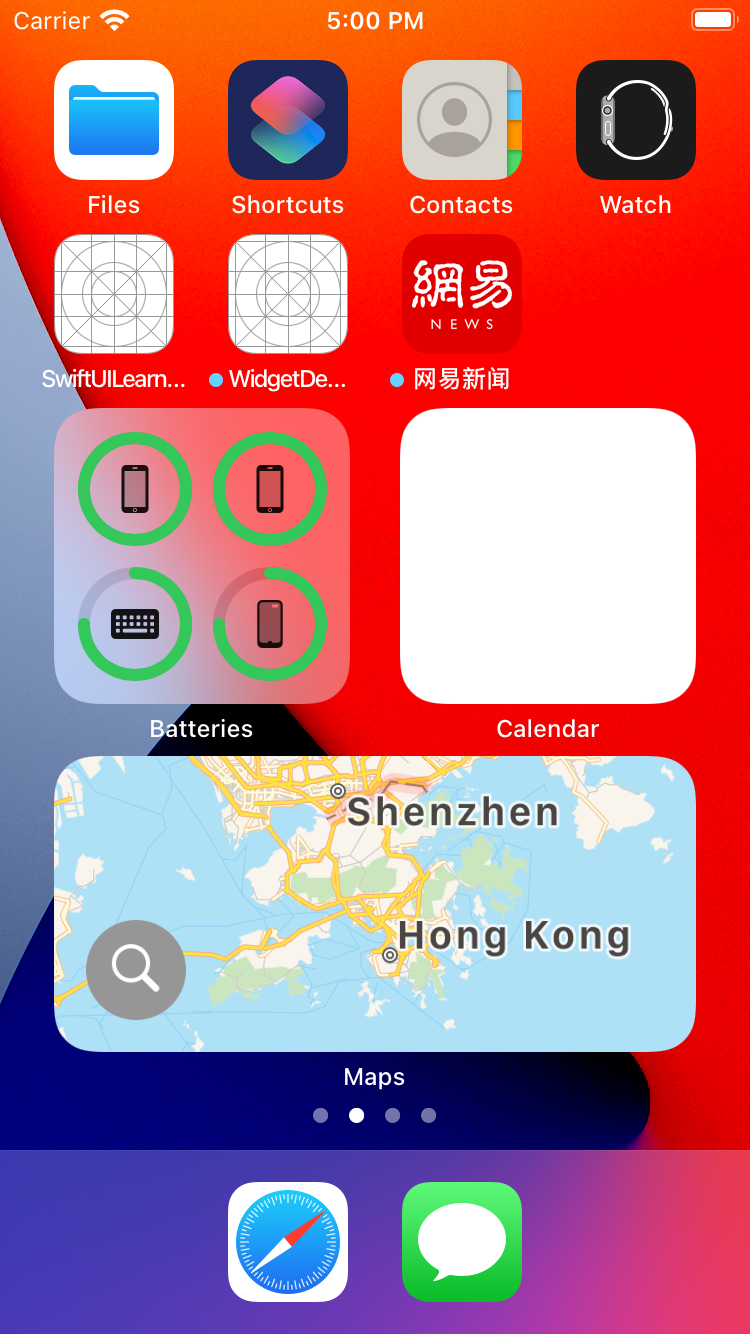 Carrier 5:00 PM
Files Shortcuts Contacts Watch
網易
NEWS
SwiftUILearn... WidgetDe... 网易新闻
Batteries Calendar
Shenzhen
Hong Kong
Maps